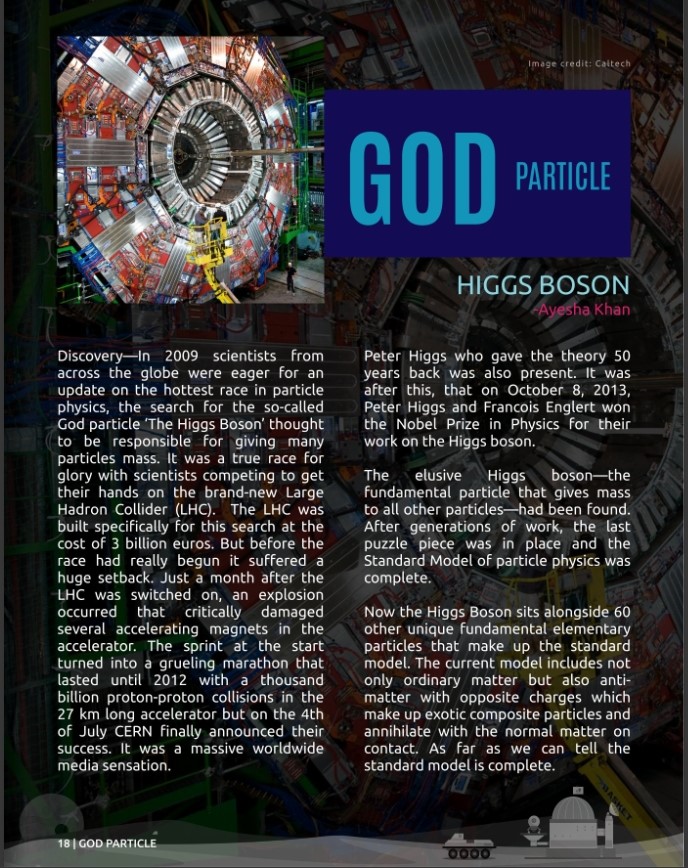 Image credit: Caltech
GOD PARTICLE
HIGGS BOSON
-Ayesha Khan
Discovery—In 2009 scientists from
across the globe were eager for an
update on the hottest race in particle
physics, the search for the so-called
God particle ‘The Higgs Boson’ thought
to be responsible for giving many
particles mass. It was a true race for
glory with scientists competing to get
their hands on the brand-new Large
Hadron Collider (LHC). The LHC was
built specifically for this search at the
cost of 3 billion euros. But before the
race had really begun it suffered a
huge setback. Just a month after the
LHC was switched on, an explosion
occurred that critically damaged
several accelerating magnets in the
accelerator. The sprint at the start
turned into a grueling marathon that
lasted until 2012 with a thousand
billion proton-proton collisions in the
27 km long accelerator but on the 4th
of July CERN finally announced their
success. It was a massive worldwide
media sensation.
Peter Higgs who gave the theory 50
years back was also present. It was
after this, that on October 8, 2013,
Peter Higgs and Francois Englert won
the Nobel Prize in Physics for their
work on the Higgs boson.
The elusive Higgs boson—the
fundamental particle that gives mass
to all other particles—had been found.
After generations of work, the last
puzzle piece was in place and the
Standard Model of particle physics was
complete.
Now the Higgs Boson sits alongside 60
other unique fundamental elementary
particles that make up the standard
model. The current model includes not
only ordinary matter but also anti-
matter with opposite charges which
make up exotic composite particles and
annihilate with the normal matter on
contact. As far as we can tell the
standard model is complete.
18 | GOD PARTICLE